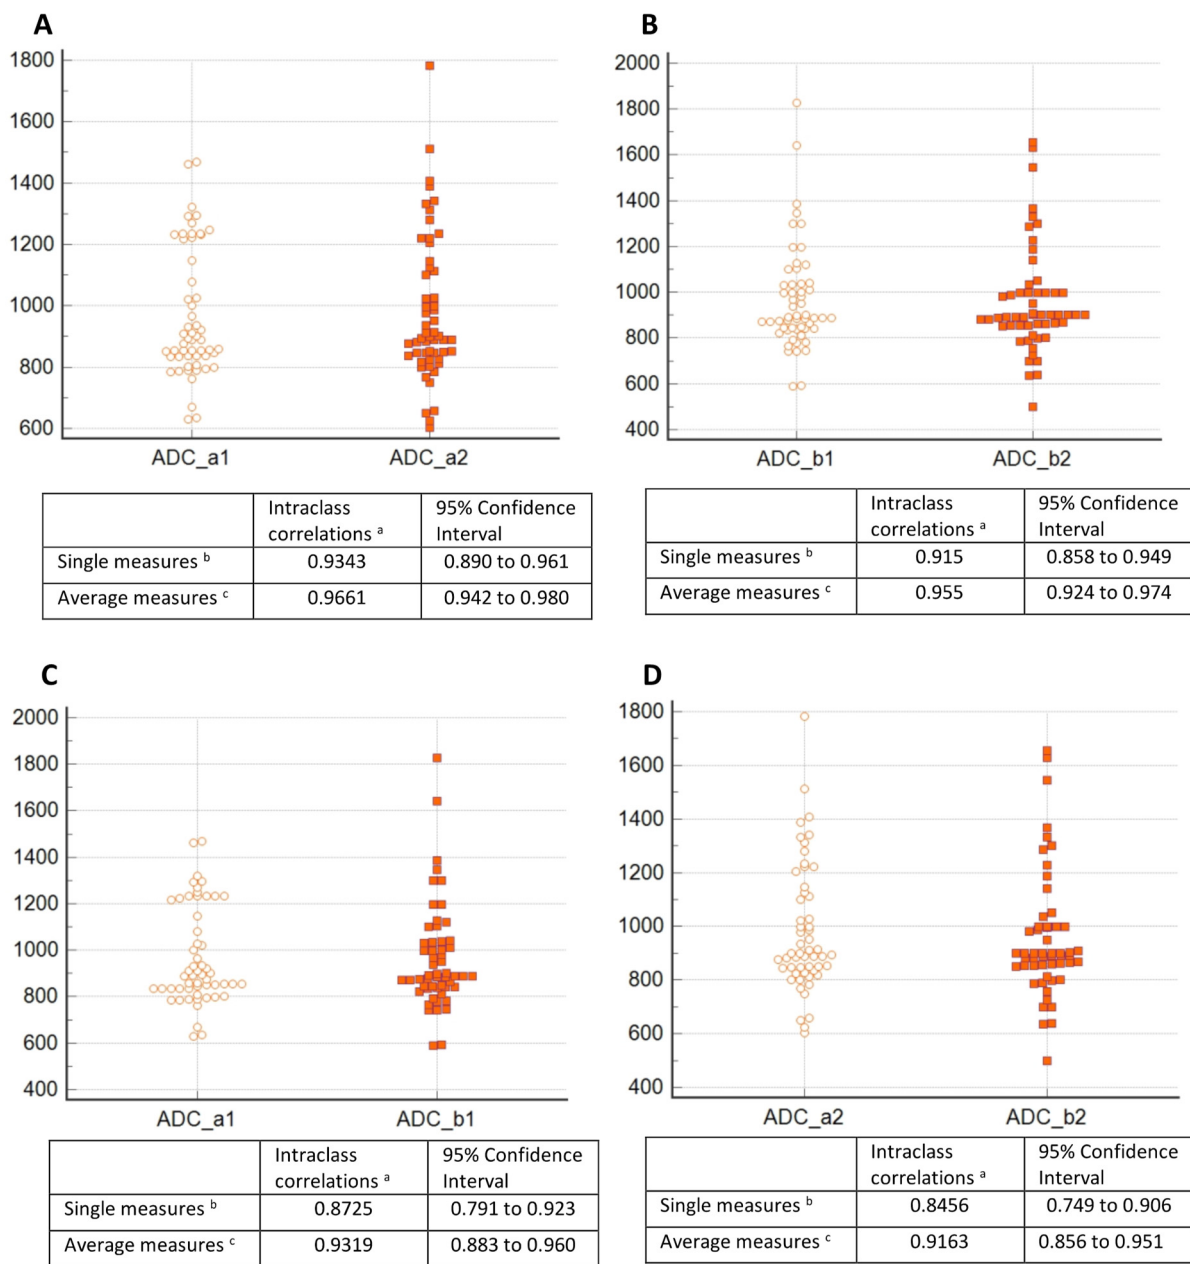 A
1800
1600
1400
1200
1000
800
600
ADC_a1 ADC_a2
Intraclass correlations a
95% Confidence Interval
Single measures b 0.9343 0.890 to 0.961
Average measures c 0.9661 0.942 to 0.980
B
2000
1800
1600
1400
1200
1000
800
600
400
ADC_b1 ADC_b2
Intraclass correlations a
95% Confidence Interval
Single measures b 0.915 0.858 to 0.949
Average measures c 0.955 0.924 to 0.974
C
2000
1800
1600
1400
1200
1000
800
600
400
ADC_a1 ADC_b1
Intraclass correlations a
95% Confidence Interval
Single measures b 0.8725 0.791 to 0.923
Average measures c 0.9319 0.883 to 0.960
D
1800
1600
1400
1200
1000
800
600
400
ADC_a2 ADC_b2
Intraclass correlations a
95% Confidence Interval
Single measures b 0.8456 0.749 to 0.906
Average measures c 0.9163 0.856 to 0.951